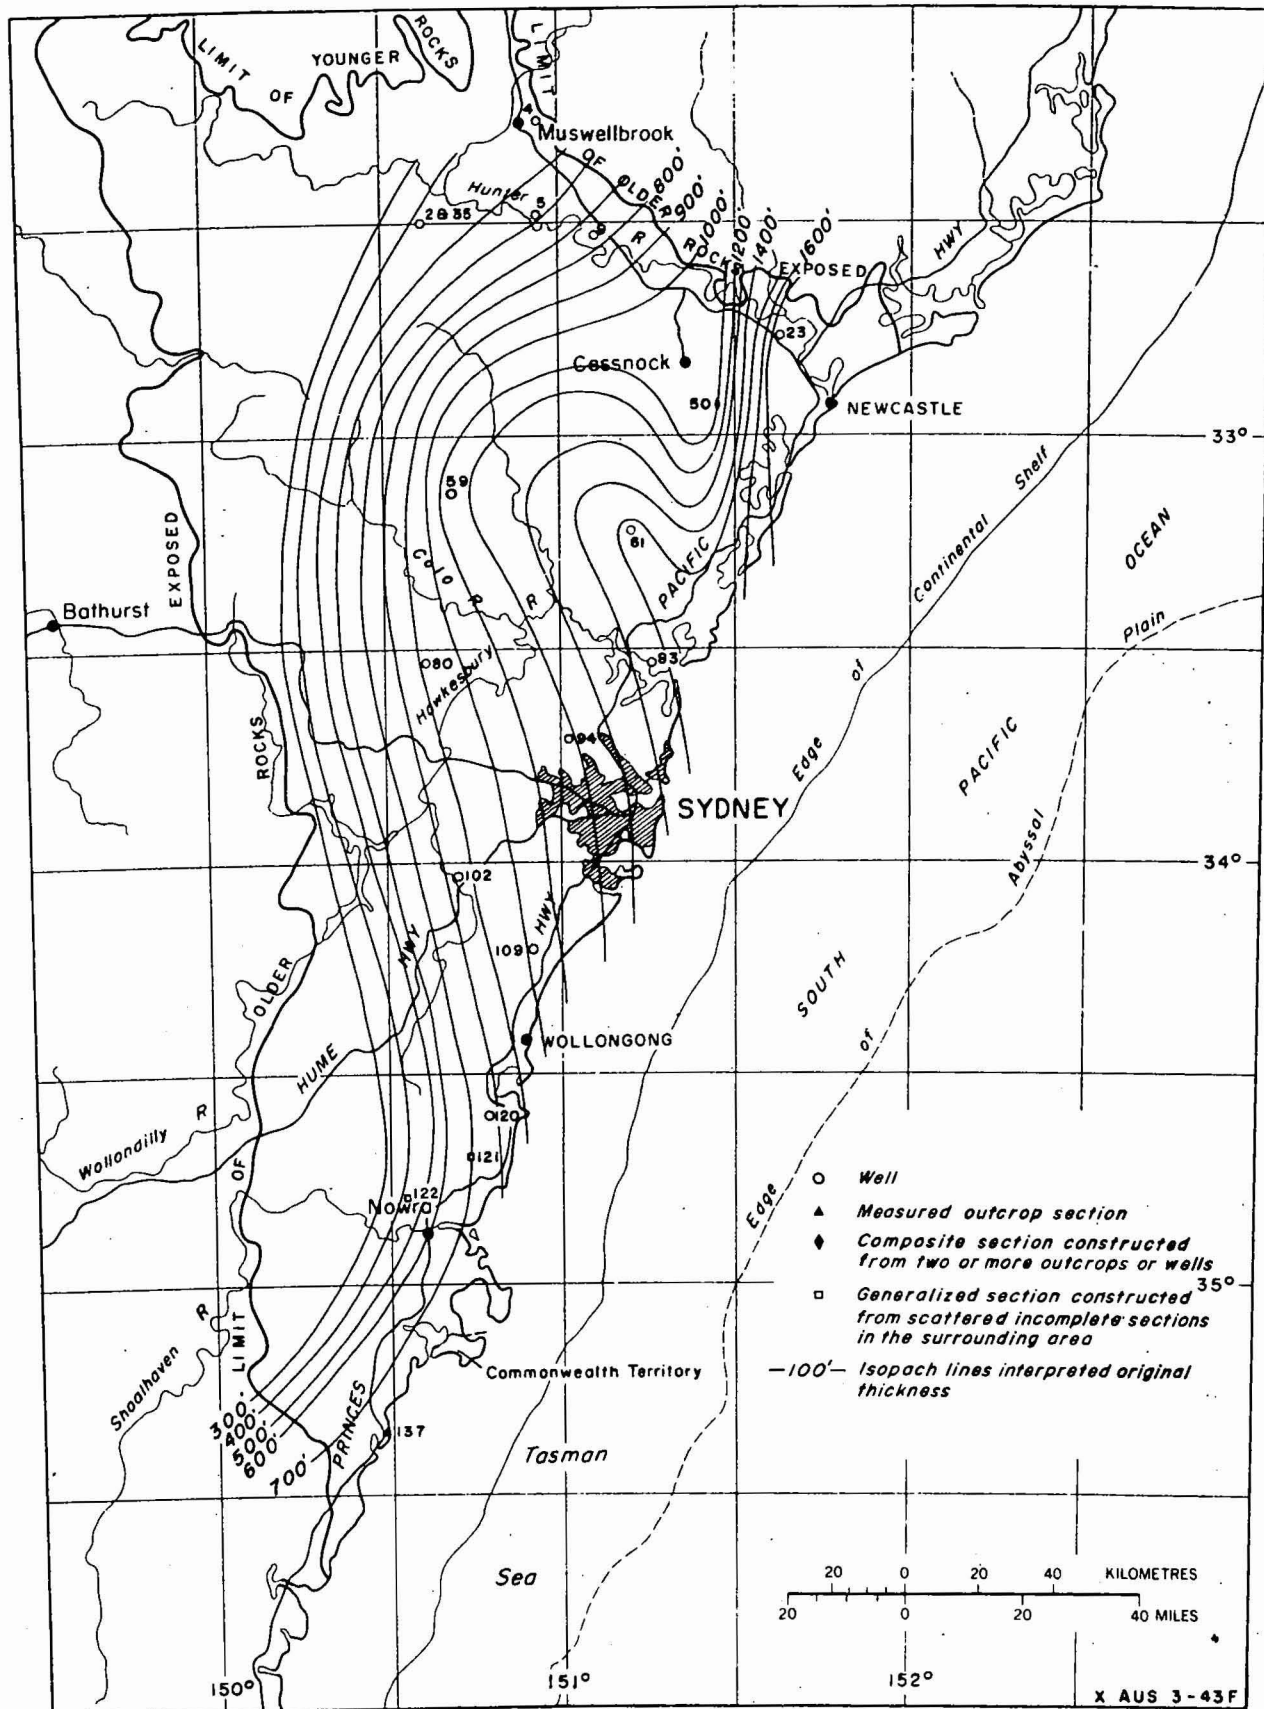 LIMIT OF YOUNGER ROCKS
LIMIT OF OLDER ROCKS EXPOSED
4
Muswellbrook
800'
900'
1000'
1200'
1400'
1600'
Hunter R
2&35
5
9
HWY
23
Cessnock
50
NEWCASTLE
33°
59
61
Colo R
PACIFIC HWY
Bathurst
80
83
Hawkesbury R
94
SYDNEY
EXPOSED ROCKS OLDER OF LIMIT
34°
102
109
HUME HWY
WOLLONGONG
Wollondilly R
120
121
122
Nowra
Shoalhaven R
Commonwealth Territory
PRINCES
137
300'
400'
500'
600'
700'
Edge of Continental Shelf
Edge of Abyssal Plain
SOUTH PACIFIC OCEAN
Tasman
Sea
Well
Measured outcrop section
Composite section constructed
from two or more outcrops or wells
35°
Generalized section constructed
from scattered incomplete sections
in the surrounding area
—100'— Isopach lines interpreted original
thickness
20 0 20 40 KILOMETRES
20 0 20 40 MILES
150°
151°
152°
X AUS 3-43F